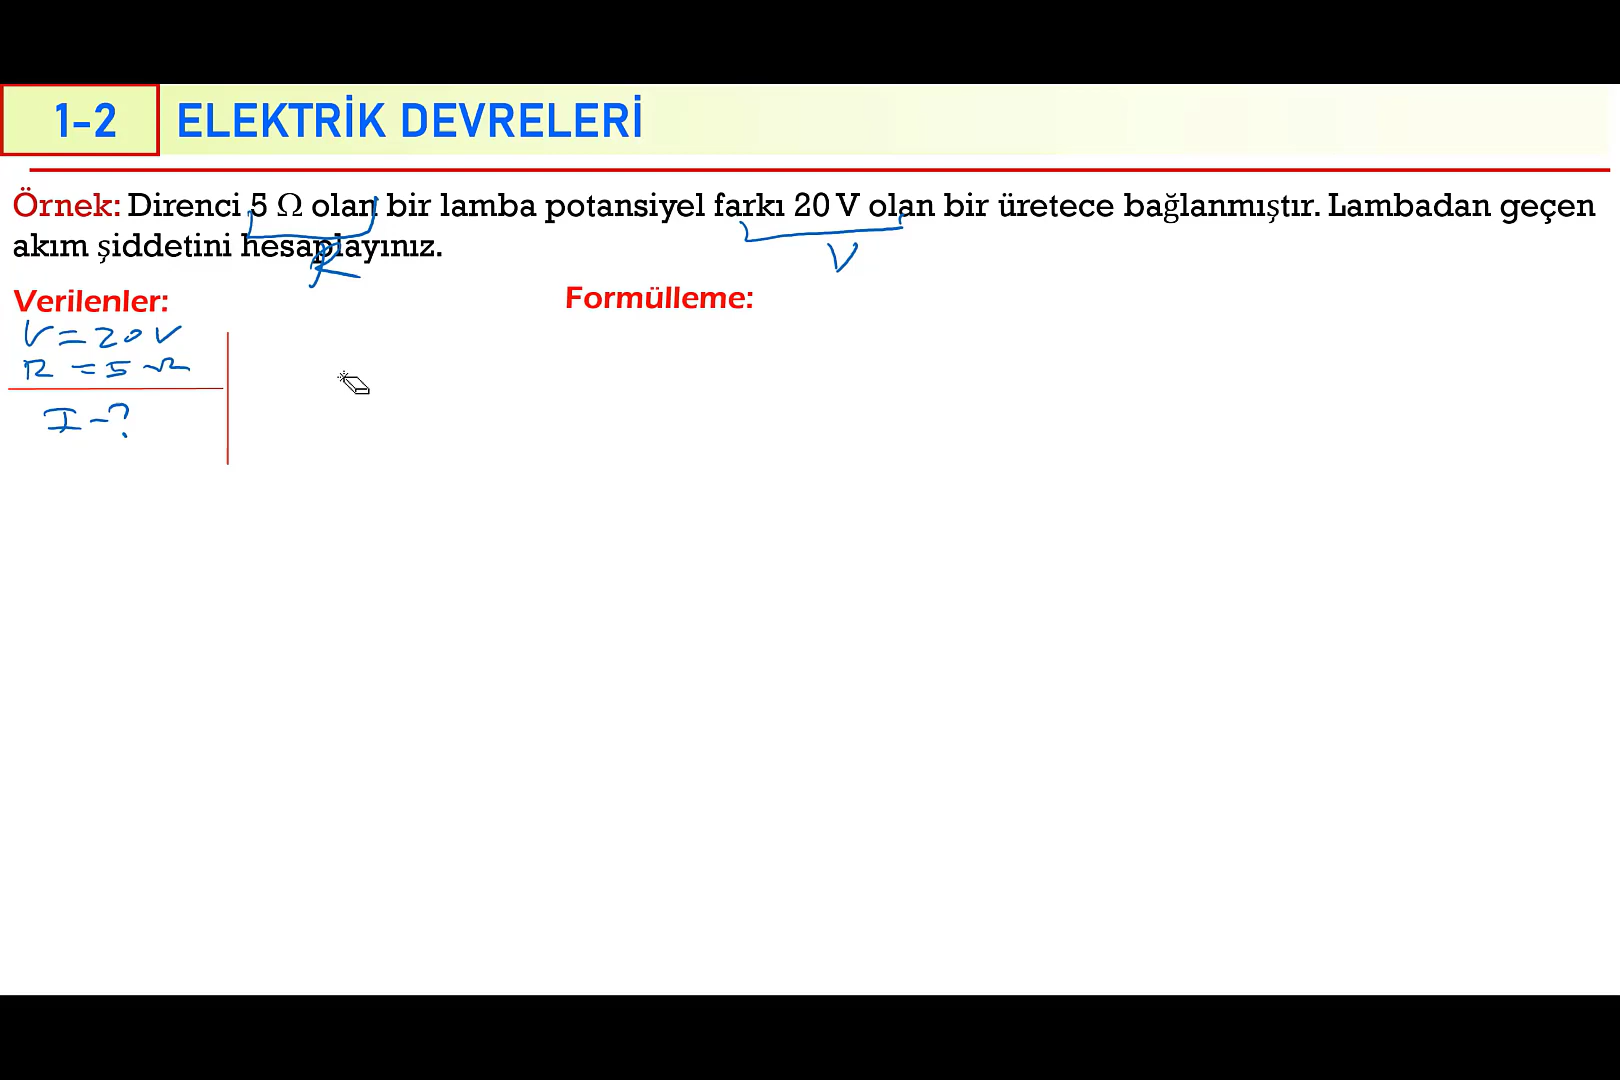 1-2 ELEKTRİK DEVRELERİ
Örnek: Direnci 5 Ω olan bir lamba potansiyel farkı 20 V olan bir üretece bağlanmıştır. Lambadan geçen
akım şiddetini hesaplayınız.
R V
Verilenler: Formülleme:
V = 20 V
R = 5 Ω
I - ?